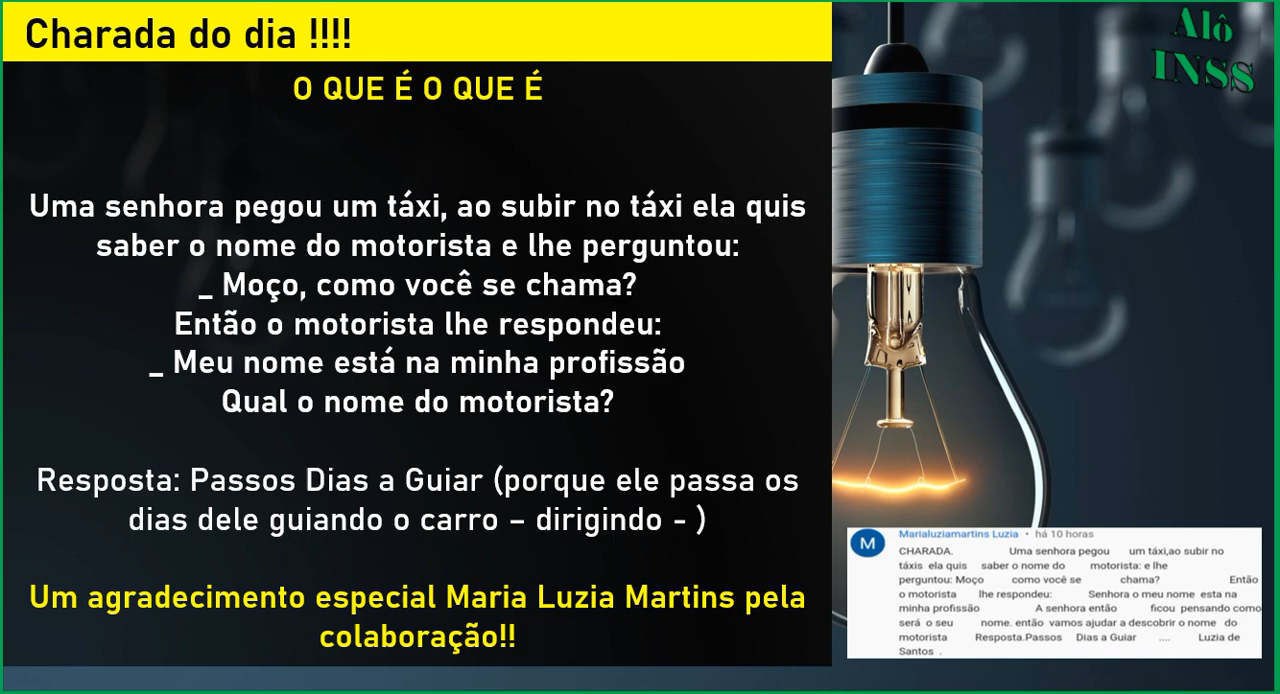 Charada do dia !!!!
Alô
INSS
O QUE É O QUE É
Uma senhora pegou um táxi, ao subir no táxi ela quis
saber o nome do motorista e lhe perguntou:
_ Moço, como você se chama?
Então o motorista lhe respondeu:
_ Meu nome está na minha profissão
Qual o nome do motorista?
Resposta: Passos Dias a Guiar (porque ele passa os
dias dele guiando o carro – dirigindo - )
Um agradecimento especial Maria Luzia Martins pela
colaboração!!
M
Marialuziamartins Luzia • há 10 horas
CHARADA. Uma senhora pegou um táxi,ao subir no
táxis ela quis saber o nome do motorista: e lhe
perguntou: Moço como você se chama? Então
o motorista lhe respondeu: Senhora o meu nome esta na
minha profissão A senhora então ficou pensando como
será o seu nome. então vamos ajudar a descobrir o nome do
motorista Resposta.Passos Dias a Guiar .... Luzia de
Santos .